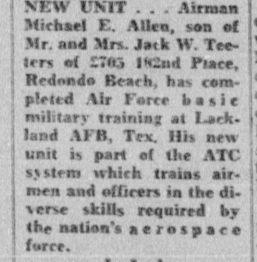 NEW UNIT . . . Airman
Michael E. Allen, son of
Mr. and Mrs. Jack W. Tee-
ters of 2705 182nd Place,
Redondo Beach, has com-
pleted Air Force basic
military training at Lack-
land AFB, Tex. His new
unit is part of the ATC
system which trains air-
men and officers in the di-
verse skills required by
the nation's aerospace
force.